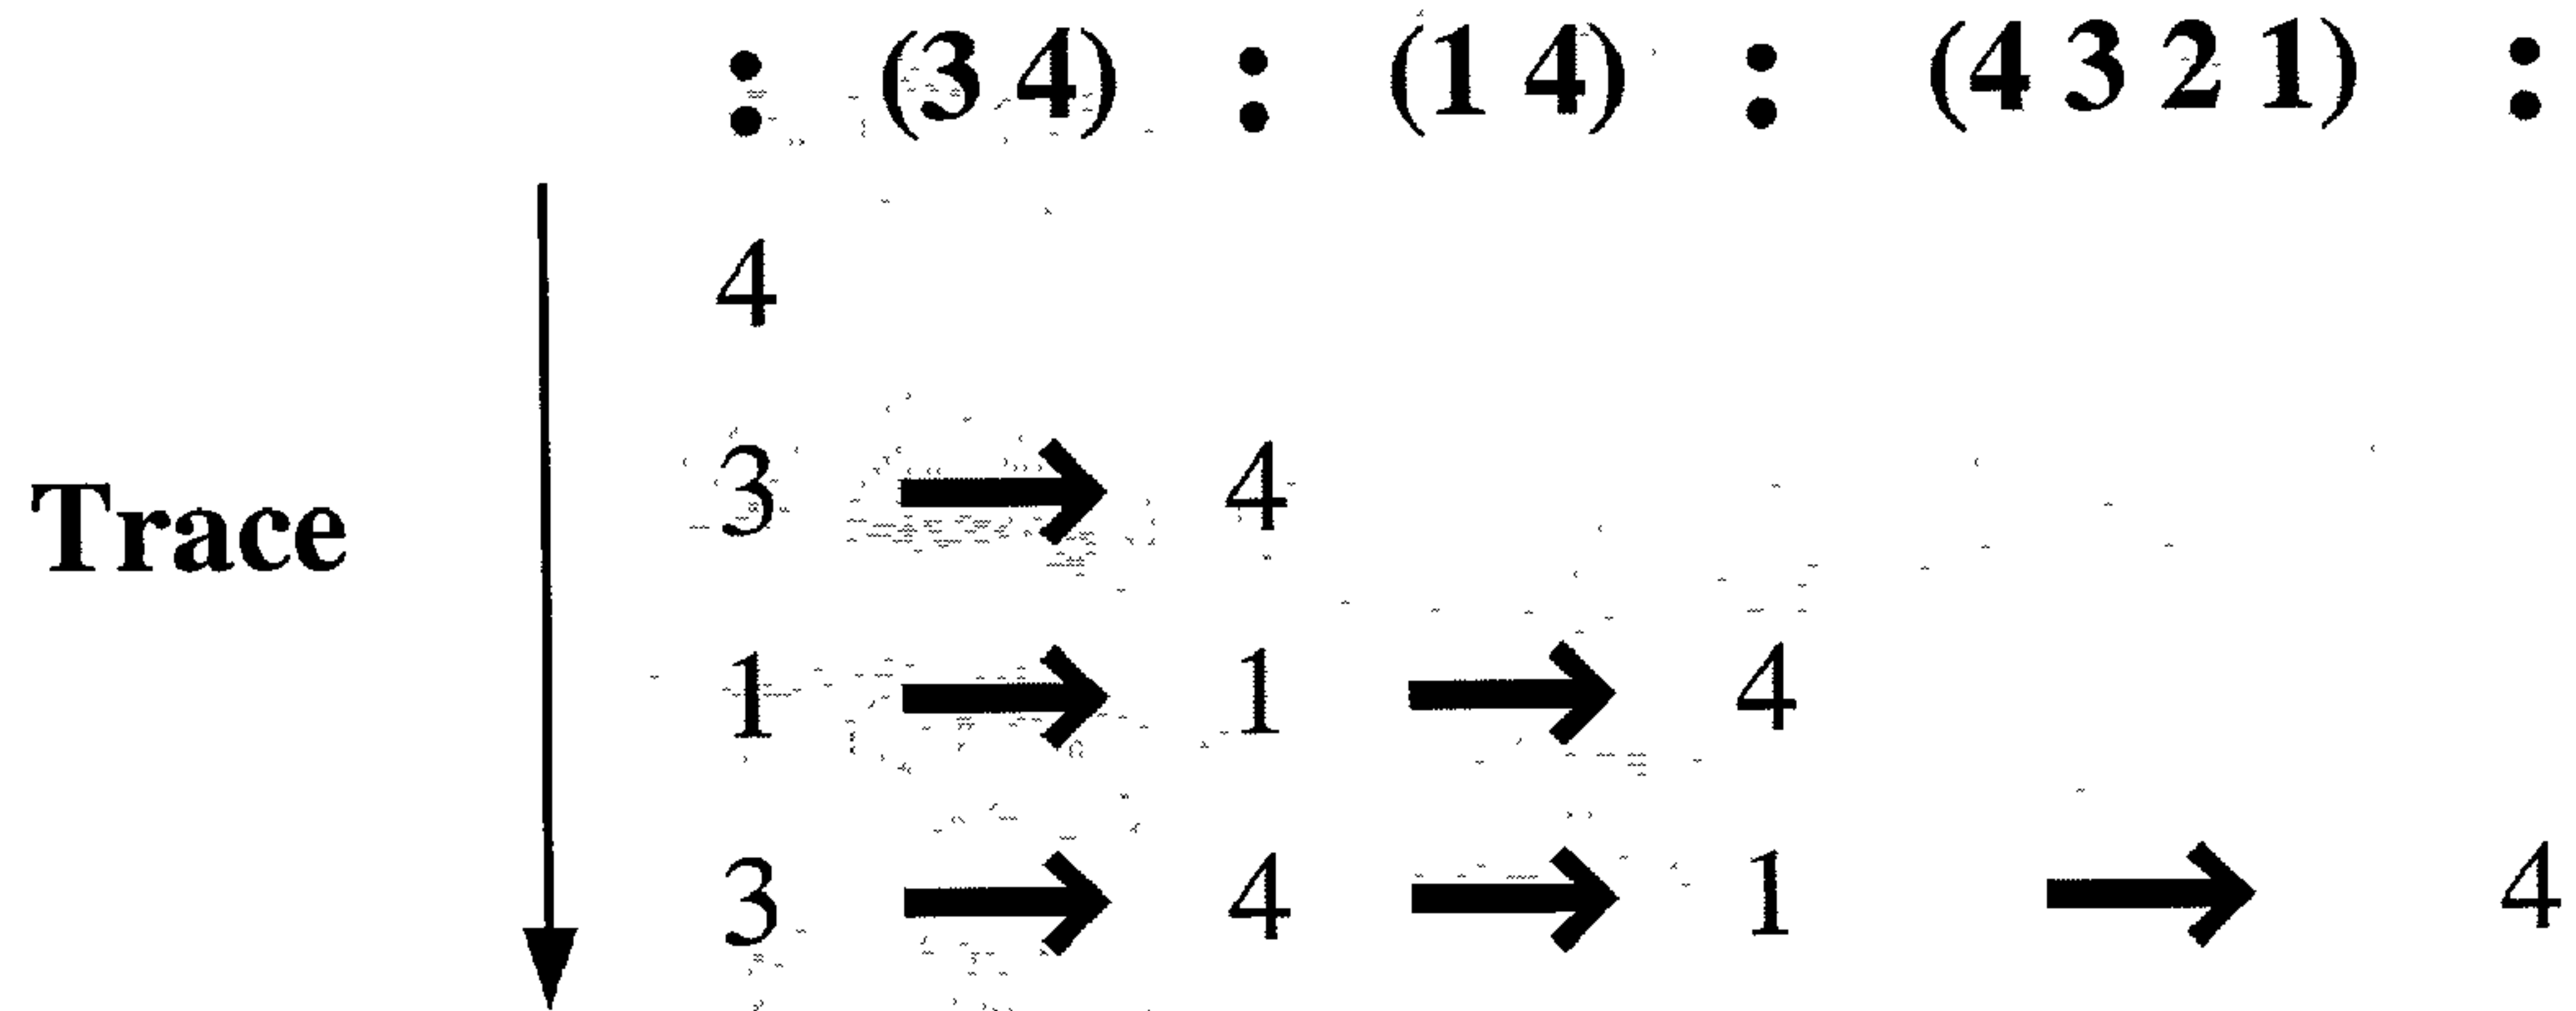 : (3 4) : (1 4) : (4 3 2 1) :
4
3 → 4
Trace
1 → 1 → 4
3 → 4 → 1 → 4